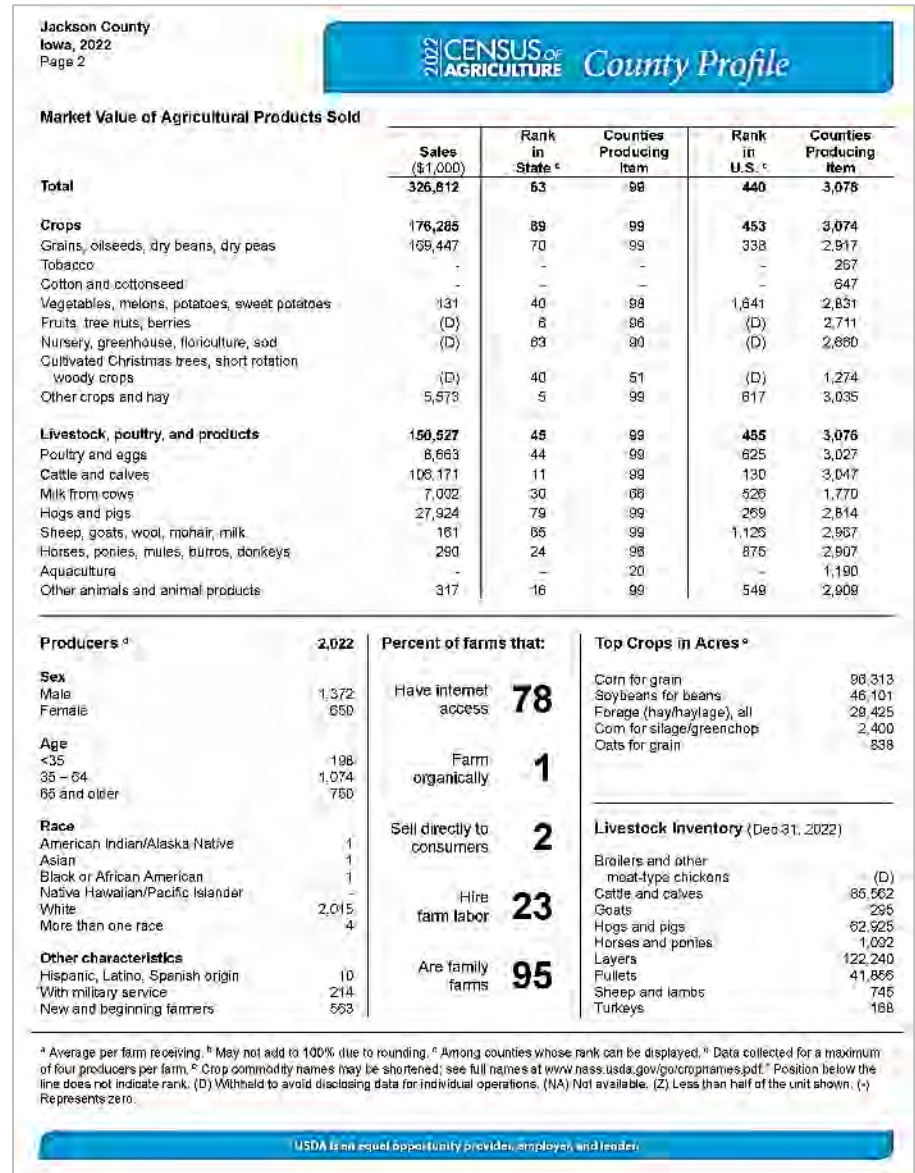 Jackson County
Iowa, 2022
Page 2
2022 CENSUS OF AGRICULTURE County Profile
Market Value of Agricultural Products Sold
Sales ($1,000) Rank in State ᶜ Counties Producing Item Rank in U.S. ᶜ Counties Producing Item
Total 326,812 63 99 440 3,078
Crops 176,285 69 99 453 3,074
Grains, oilseeds, dry beans, dry peas 169,447 70 99 338 2,917
Tobacco - - - - 267
Cotton and cottonseed - - - - 647
Vegetables, melons, potatoes, sweet potatoes 131 40 98 1,641 2,831
Fruits, tree nuts, berries (D) 6 96 (D) 2,711
Nursery, greenhouse, floriculture, sod (D) 63 90 (D) 2,660
Cultivated Christmas trees, short rotation
woody crops (D) 40 51 (D) 1,274
Other crops and hay 5,573 5 99 617 3,035
Livestock, poultry, and products 150,527 45 99 455 3,076
Poultry and eggs 8,663 44 99 625 3,027
Cattle and calves 106,171 11 99 130 3,047
Milk from cows 7,002 30 66 526 1,770
Hogs and pigs 27,924 79 99 269 2,814
Sheep, goats, wool, mohair, milk 161 65 99 1,126 2,967
Horses, ponies, mules, burros, donkeys 290 24 96 875 2,907
Aquaculture - - 20 - 1,190
Other animals and animal products 317 16 99 549 2,909
Producers ᵈ 2,022
Sex
Male 1,372
Female 650
Age
<35 198
35 – 64 1,074
65 and older 750
Race
American Indian/Alaska Native 1
Asian 1
Black or African American 1
Native Hawaiian/Pacific Islander -
White 2,015
More than one race 4
Other characteristics
Hispanic, Latino, Spanish origin 10
With military service 214
New and beginning farmers 563
Percent of farms that:
Have internet access 78
Farm organically 1
Sell directly to consumers 2
Hire farm labor 23
Are family farms 95
Top Crops in Acres ᵉ
Corn for grain 96,313
Soybeans for beans 46,101
Forage (hay/haylage), all 29,425
Corn for silage/greenchop 2,400
Oats for grain 838
Livestock Inventory (Dec 31, 2022)
Broilers and other
meat-type chickens (D)
Cattle and calves 85,562
Goats 295
Hogs and pigs 62,925
Horses and ponies 1,092
Layers 122,240
Pullets 41,866
Sheep and lambs 745
Turkeys 168
ᵃ Average per farm receiving. ᵇ May not add to 100% due to rounding. ᶜ Among counties whose rank can be displayed. ᵈ Data collected for a maximum
of four producers per farm. ᵉ Crop commodity names may be shortened; see full names at www.nass.usda.gov/go/cropnames.pdf. ᶠ Position below the
line does not indicate rank. (D) Withheld to avoid disclosing data for individual operations. (NA) Not available. (Z) Less than half of the unit shown. (-)
Represents zero.
USDA is an equal opportunity provider, employer, and lender.